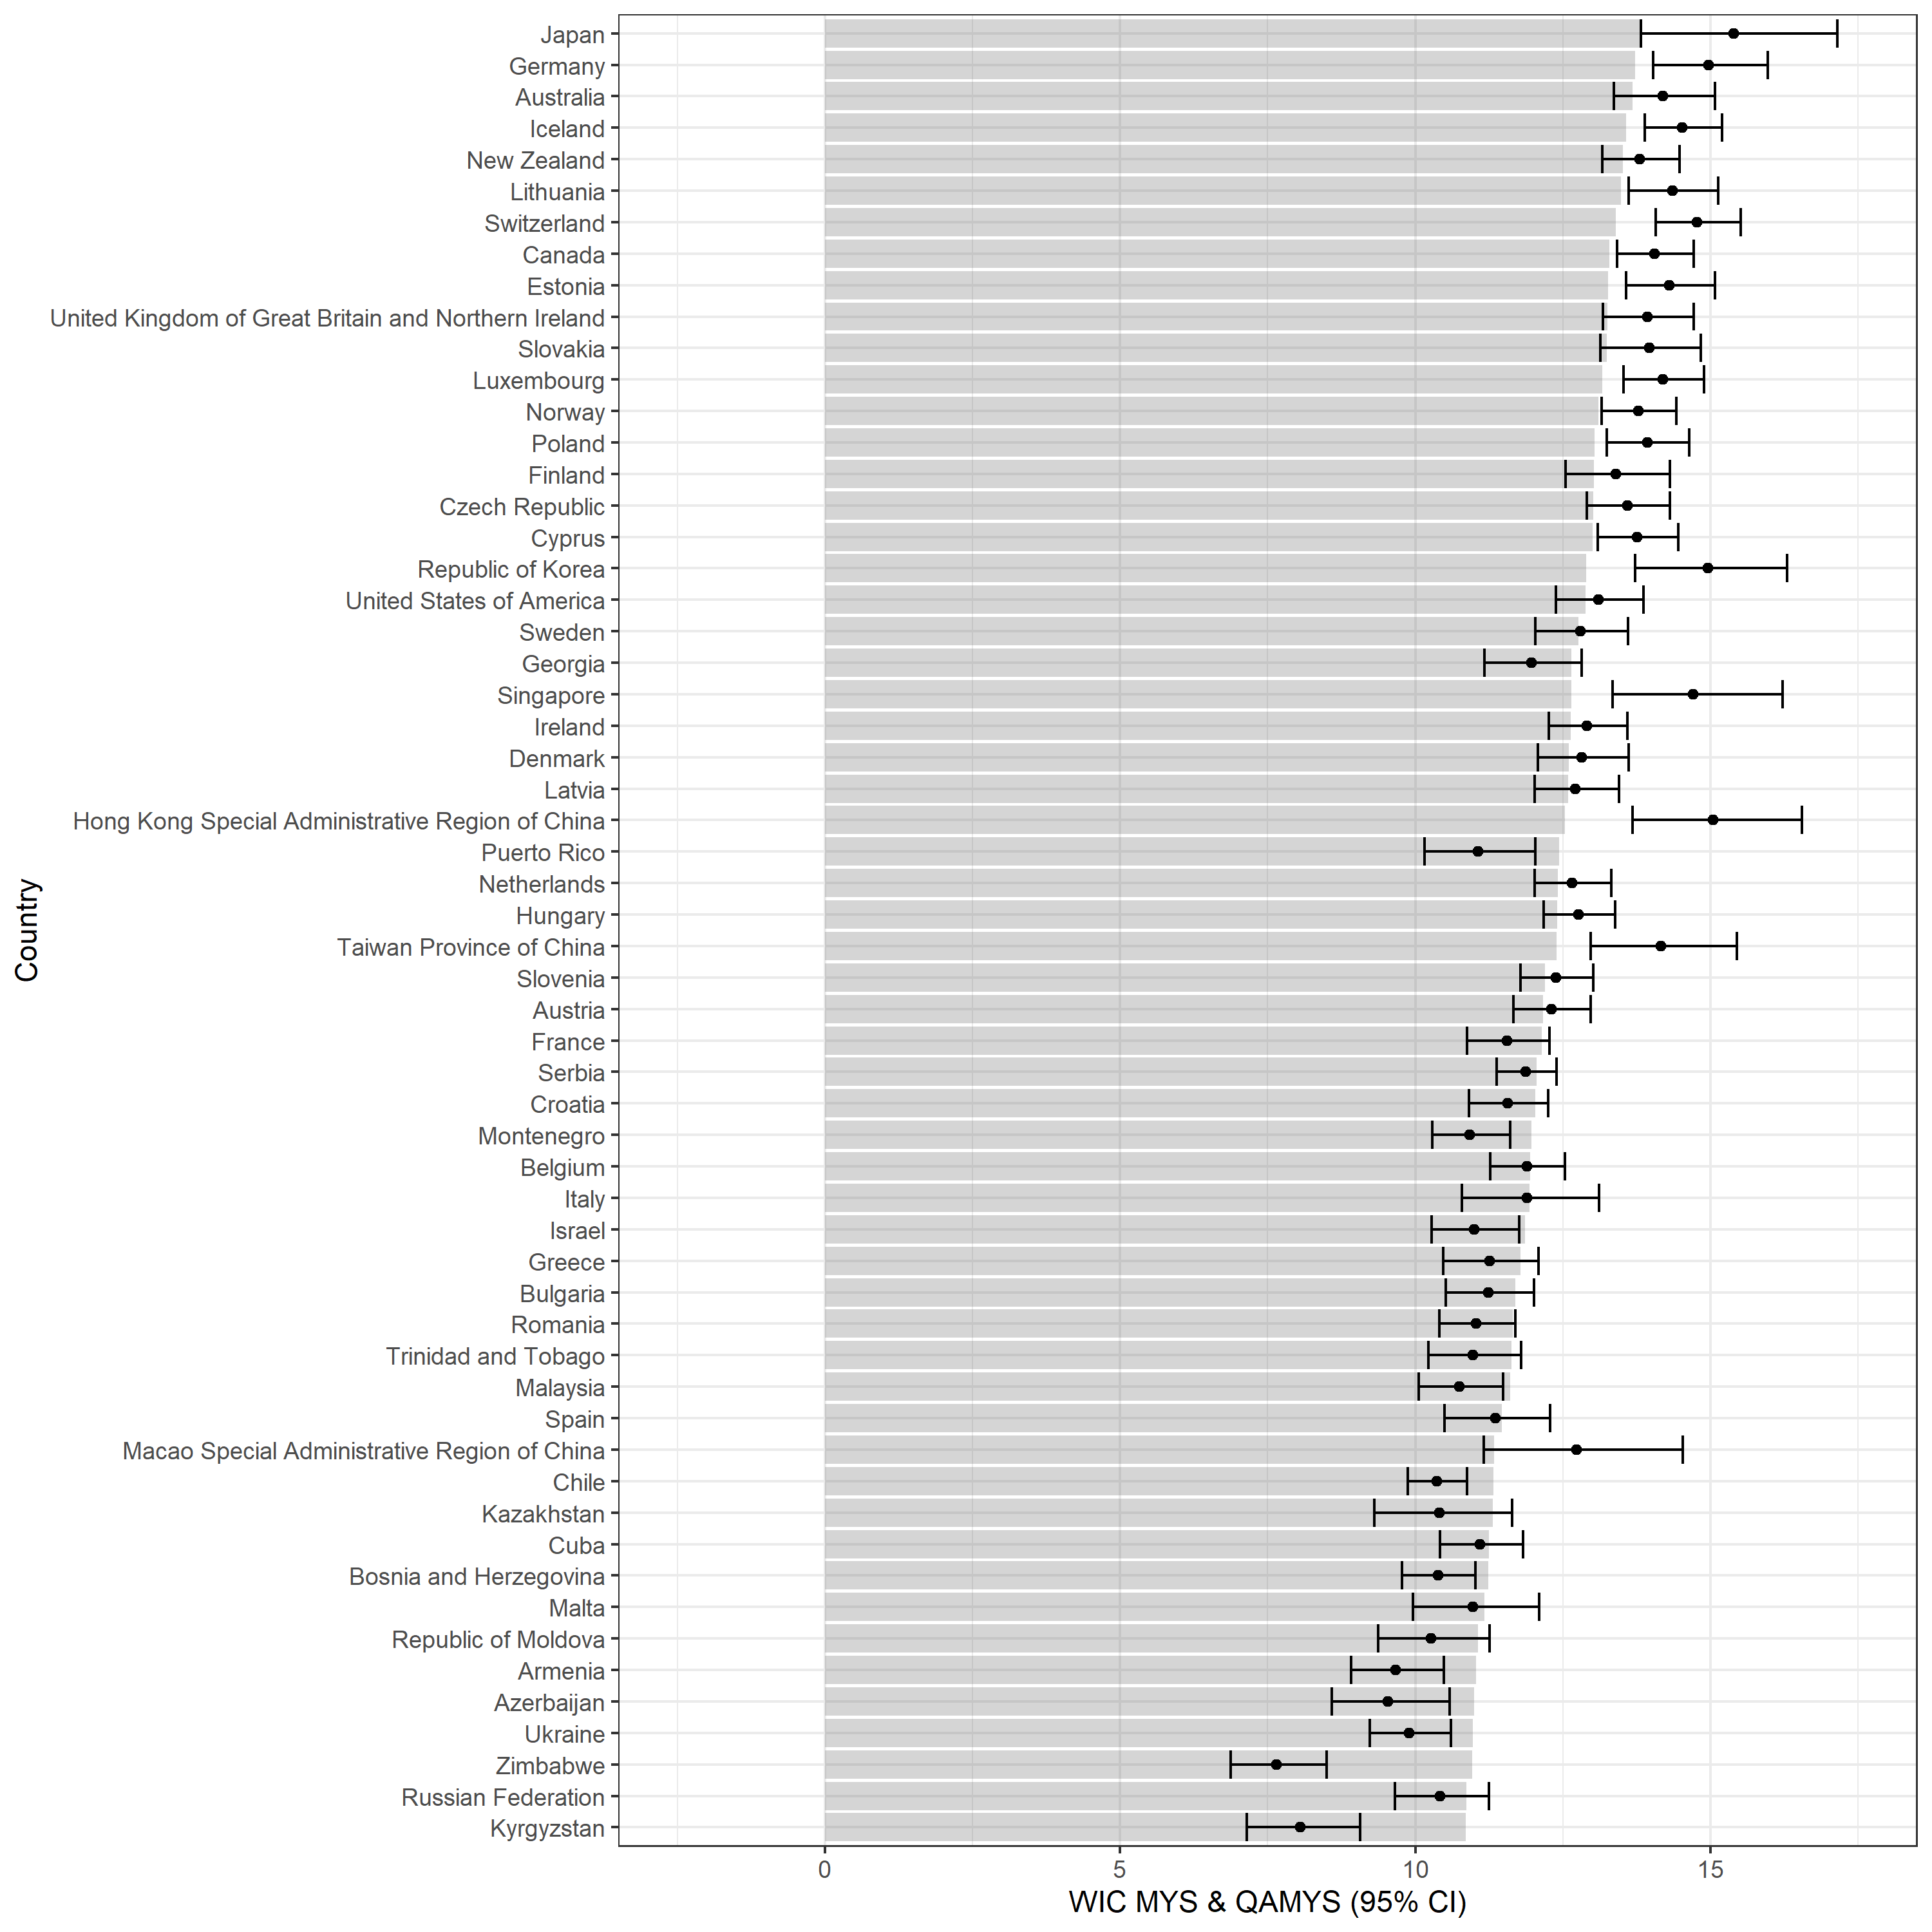 Japan
Germany
Australia
Iceland
New Zealand
Lithuania
Switzerland
Canada
Estonia
United Kingdom of Great Britain and Northern Ireland
Slovakia
Luxembourg
Norway
Poland
Finland
Czech Republic
Cyprus
Republic of Korea
United States of America
Sweden
Georgia
Singapore
Ireland
Denmark
Latvia
Hong Kong Special Administrative Region of China
Puerto Rico
Netherlands
Hungary
Taiwan Province of China
Slovenia
Austria
France
Serbia
Croatia
Montenegro
Belgium
Italy
Israel
Greece
Bulgaria
Romania
Trinidad and Tobago
Malaysia
Spain
Macao Special Administrative Region of China
Chile
Kazakhstan
Cuba
Bosnia and Herzegovina
Malta
Republic of Moldova
Armenia
Azerbaijan
Ukraine
Zimbabwe
Russian Federation
Kyrgyzstan
Country
0 5 10 15
WIC MYS & QAMYS (95% CI)